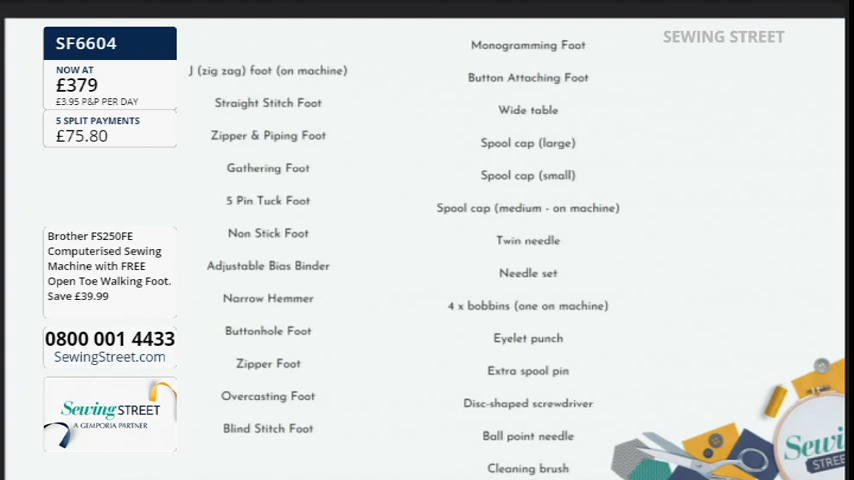 SF6604
NOW AT
£379
£3.95 P&P PER DAY
5 SPLIT PAYMENTS
£75.80
Brother FS250FE
Computerised Sewing
Machine with FREE
Open Toe Walking Foot.
Save £39.99
0800 001 4433
SewingStreet.com
Sewing STREET
A GEMPORIA PARTNER
J (zig zag) foot (on machine)
Straight Stitch Foot
Zipper & Piping Foot
Gathering Foot
5 Pin Tuck Foot
Non Stick Foot
Adjustable Bias Binder
Narrow Hemmer
Buttonhole Foot
Zipper Foot
Overcasting Foot
Blind Stitch Foot
Monogramming Foot
Button Attaching Foot
Wide table
Spool cap (large)
Spool cap (small)
Spool cap (medium - on machine)
Twin needle
Needle set
4 x bobbins (one on machine)
Eyelet punch
Extra spool pin
Disc-shaped screwdriver
Ball point needle
Cleaning brush
SEWING STREET